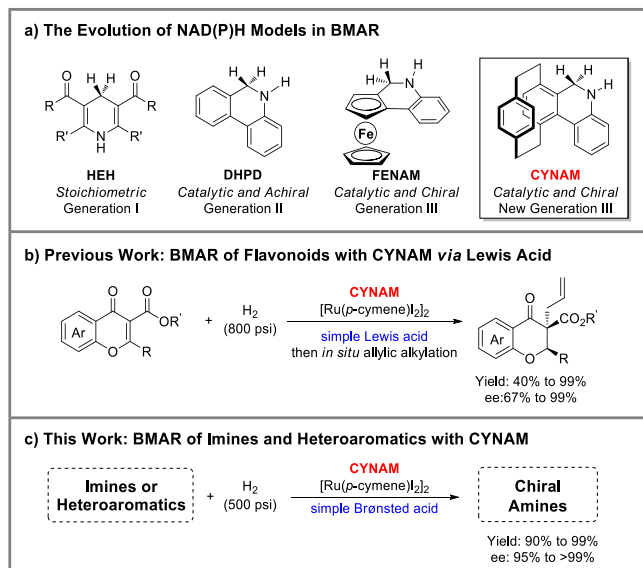 a) The Evolution of NAD(P)H Models in BMAR
O H H O
R R
R' N R'
H
H H
N H
H H
N H
Fe
H H
N H
HEH DHPD FENAM CYNAM
Stoichiometric Catalytic and Achiral Catalytic and Chiral Catalytic and Chiral
Generation I Generation II Generation III New Generation III
b) Previous Work: BMAR of Flavonoids with CYNAM via Lewis Acid
O O
OR'
Ar
O R
+ H2
(800 psi)
CYNAM
[Ru(p-cymene)I2]2
simple Lewis acid
then in situ allylic alkylation
O
CO2R'
Ar
O R
Yield: 40% to 99%
ee:67% to 99%
c) This Work: BMAR of Imines and Heteroaromatics with CYNAM
Imines or
Heteroaromatics
+ H2
(500 psi)
CYNAM
[Ru(p-cymene)I2]2
simple Brønsted acid
Chiral
Amines
Yield: 90% to 99%
ee: 95% to >99%